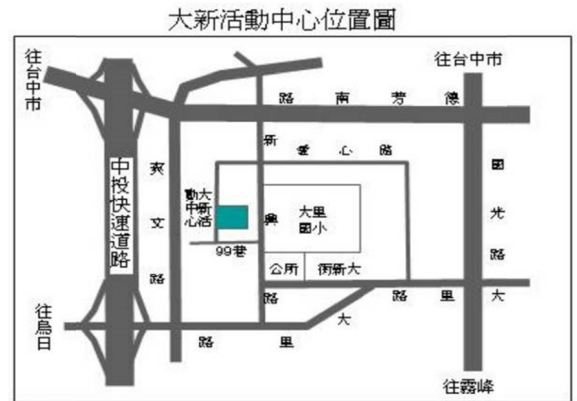 大新活動中心位置圖
往台中市
往台中市
路南芳德
新興路
愛心路
國光路
中投快速道路
爽文路
大新活動中心
大里國小
99巷
公所
街新大
路里大
路里大
往烏日
往霧峰